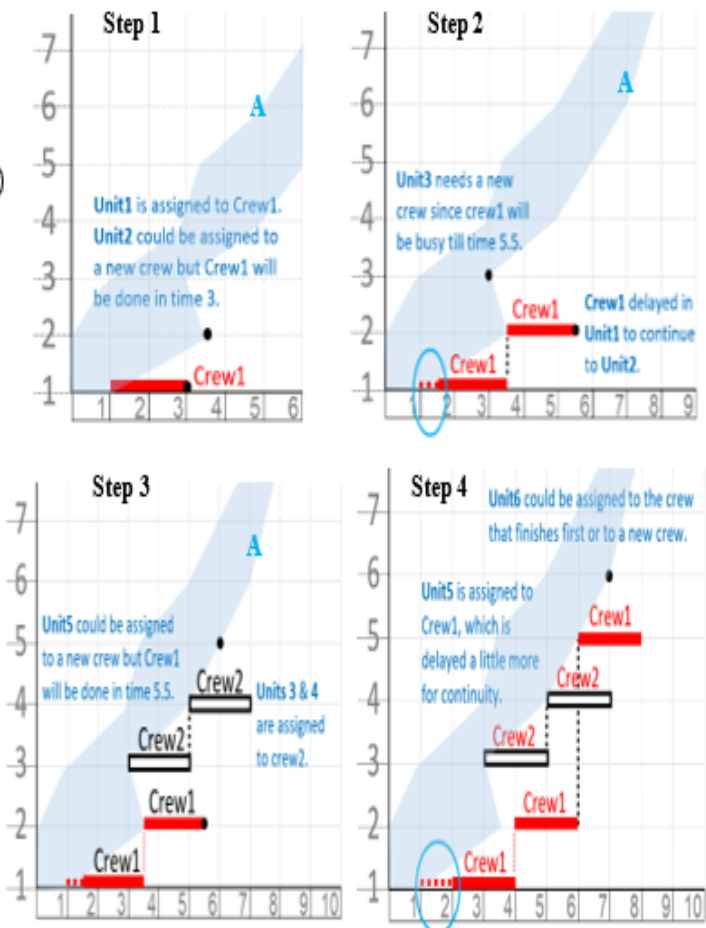 Step 1
7
6
5
4
3
2
1
A
Unit1 is assigned to Crew1.
Unit2 could be assigned to
a new crew but Crew1 will
be done in time 3.
Crew1
1 2 3 4 5 6
)
Step 2
7
6
5
4
3
2
1
A
Unit3 needs a new
crew since crew1 will
be busy till time 5.5.
Crew1
Crew1 delayed in
Unit1 to continue
to Unit2.
Crew1
1 2 3 4 5 6 7 8 9
Step 3
7
6
5
4
3
2
1
A
Unit5 could be assigned
to a new crew but Crew1
will be done in time 5.5.
Crew2
Units 3 & 4
are assigned
to crew2.
Crew2
Crew1
Crew1
1 2 3 4 5 6 7 8 9 10
Step 4
7
6
5
4
3
2
1
Unit6 could be assigned to the crew
that finishes first or to a new crew.
Unit5 is assigned to
Crew1, which is
delayed a little more
for continuity.
Crew1
Crew2
Crew2
Crew1
Crew1
1 2 3 4 5 6 7 8 9 10